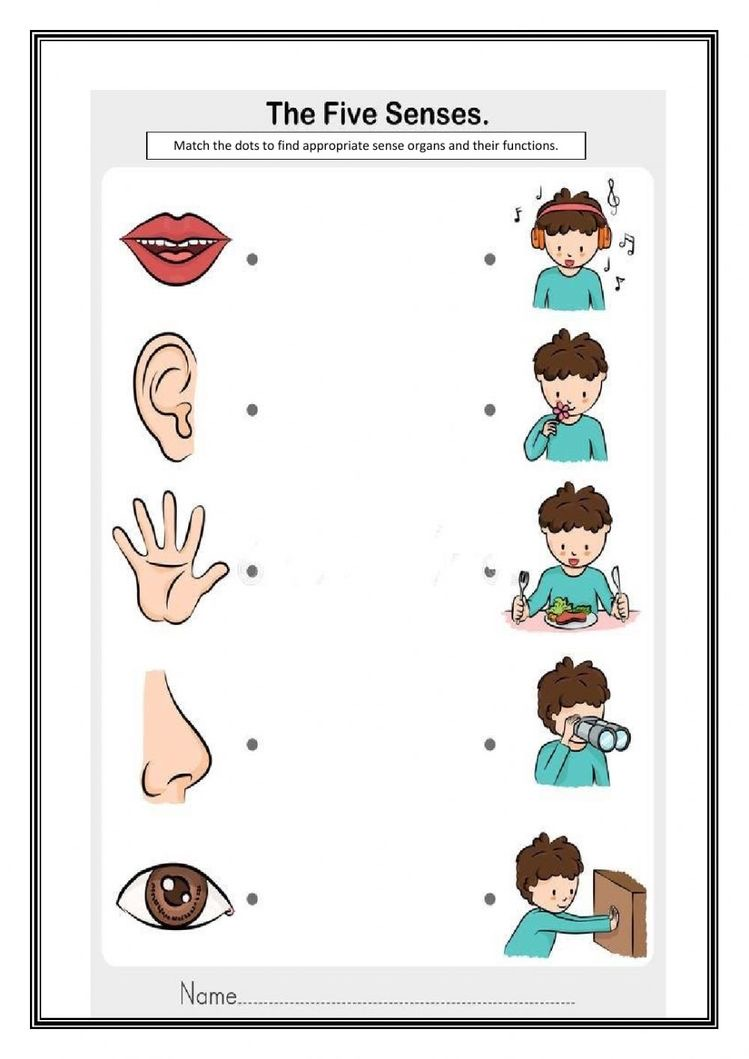 The Five Senses.
Match the dots to find appropriate sense organs and their functions.
Name